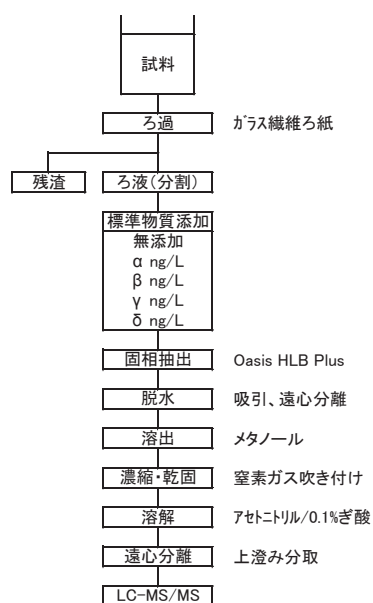 試料
ろ過 ガラス繊維ろ紙
残渣 ろ液(分割)
標準物質添加
無添加
α ng/L
β ng/L
γ ng/L
δ ng/L
固相抽出 Oasis HLB Plus
脱水 吸引、遠心分離
溶出 メタノール
濃縮・乾固 窒素ガス吹き付け
溶解 アセトニトリル/0.1%ぎ酸
遠心分離 上澄み分取
LC-MS/MS